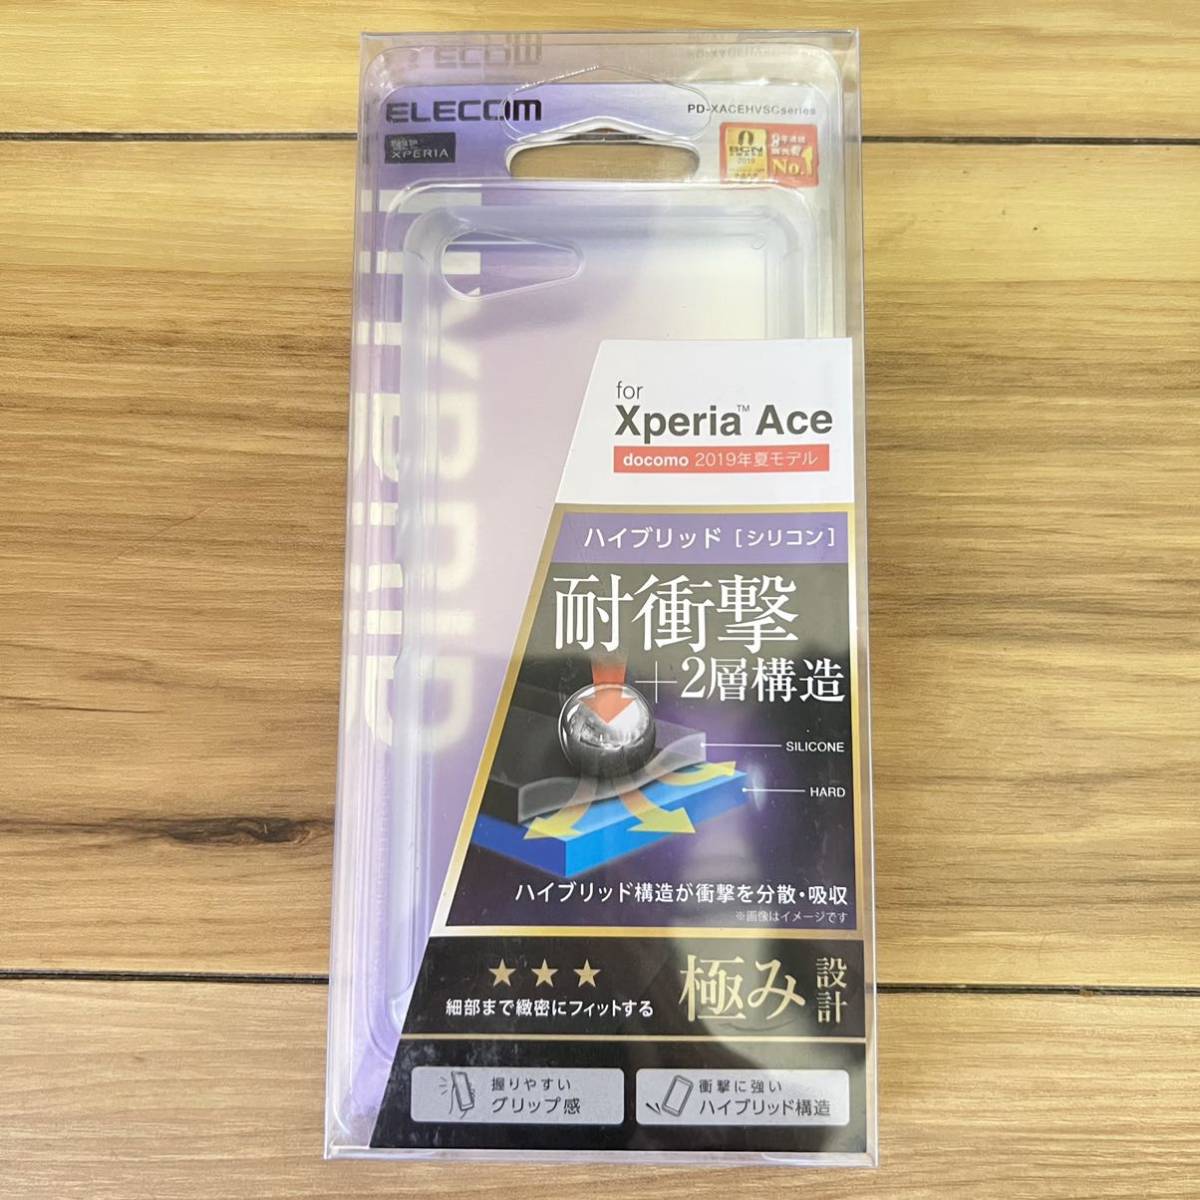 ELECOM
PD-XACEHVSCseries
XPERIA
BCN
2019
No.1
HYBRID
for
Xperia™ Ace
docomo 2019年夏モデル
ハイブリッド [シリコン]
耐衝撃
+2層構造
SILICONE
HARD
ハイブリッド構造が衝撃を分散・吸収
※画像はイメージです
★★★
細部まで緻密にフィットする
極み設計
握りやすい
グリップ感
衝撃に強い
ハイブリッド構造